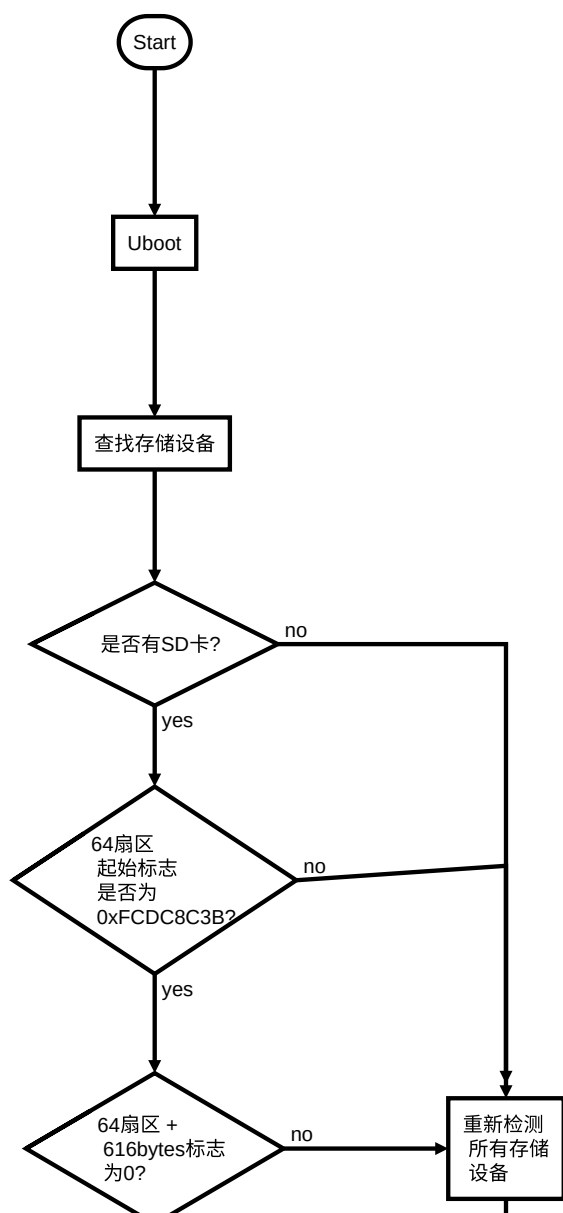 Start
Uboot
查找存储设备
是否有SD卡?
no
yes
64扇区
起始标志
是否为
0xFCDC8C3B?
no
yes
64扇区 +
616bytes标志
为0?
no
重新检测
所有存储
设备